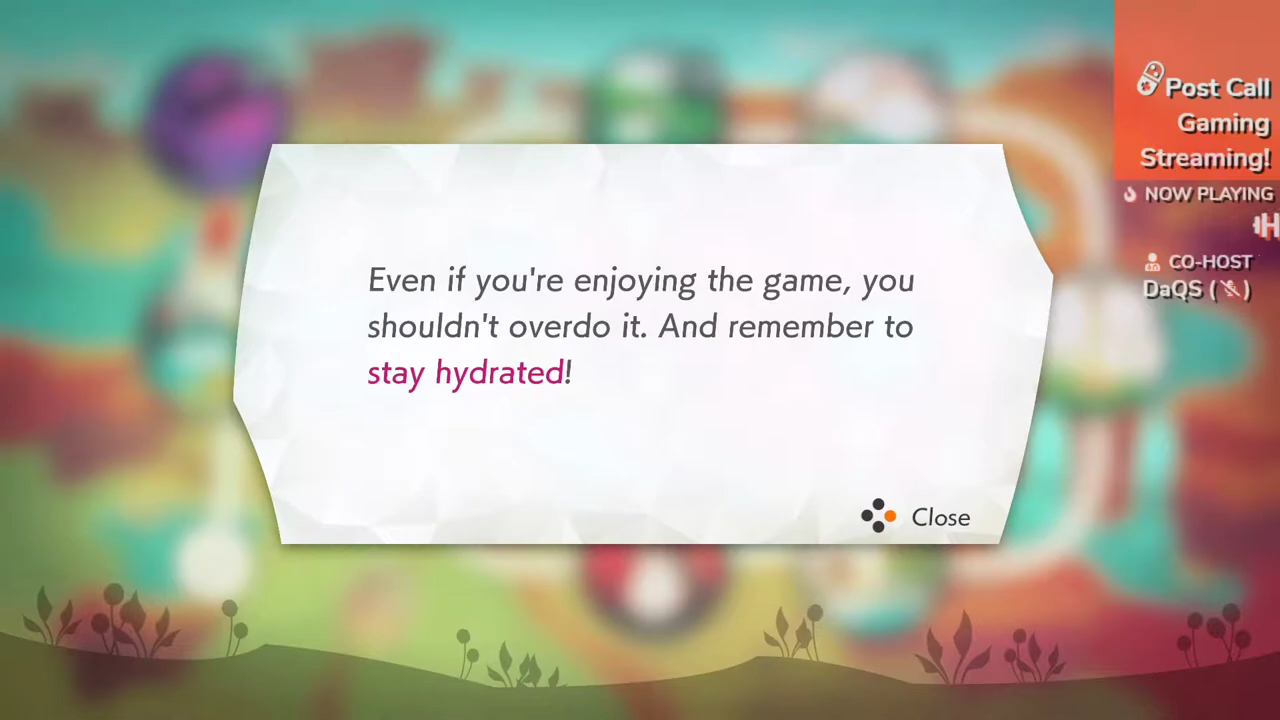 Even if you're enjoying the game, you
shouldn't overdo it. And remember to
stay hydrated!
Close
Post Call
Gaming
Streaming!
NOW PLAYING
H
CO-HOST
DaQS ( )